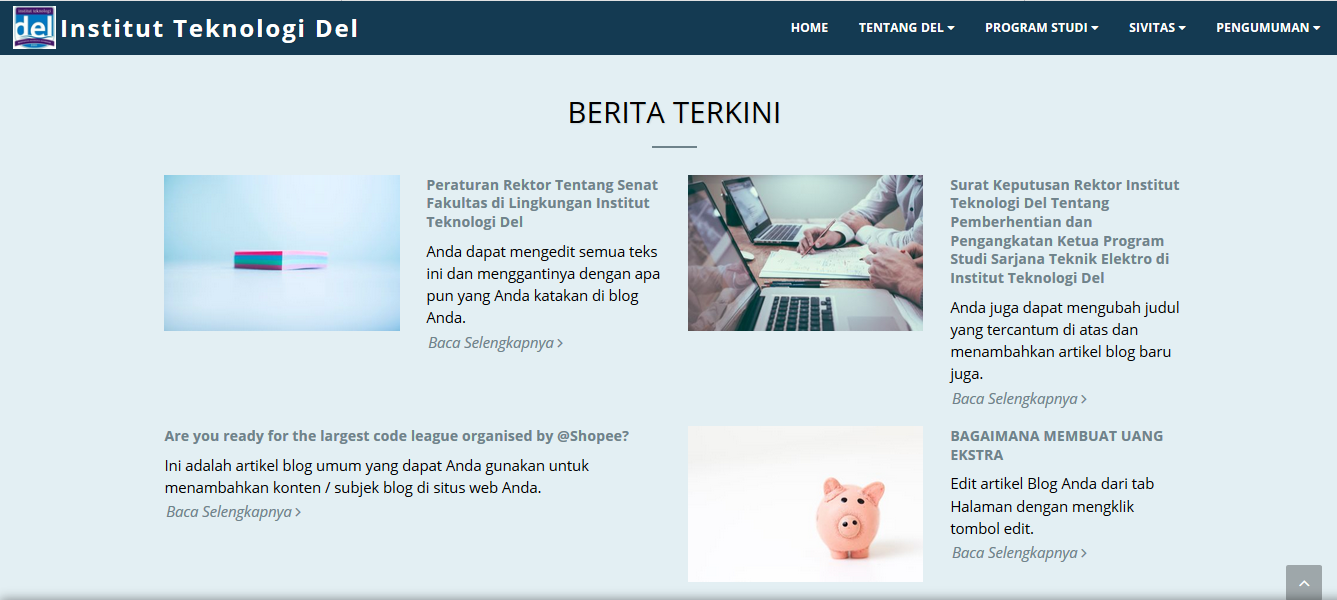 del Institut Teknologi Del
HOME
TENTANG DEL
PROGRAM STUDI
SIVITAS
PENGUMUMAN
BERITA TERKINI
Peraturan Rektor Tentang Senat
Fakultas di Lingkungan Institut
Teknologi Del
Anda dapat mengedit semua teks
ini dan menggantinya dengan apa
pun yang Anda katakan di blog
Anda.
Baca Selengkapnya
Surat Keputusan Rektor Institut
Teknologi Del Tentang
Pemberhentian dan
Pengangkatan Ketua Program
Studi Sarjana Teknik Elektro di
Institut Teknologi Del
Anda juga dapat mengubah judul
yang tercantum di atas dan
menambahkan artikel blog baru
juga.
Baca Selengkapnya
Are you ready for the largest code league organised by @Shopee?
Ini adalah artikel blog umum yang dapat Anda gunakan untuk
menambahkan konten / subjek blog di situs web Anda.
Baca Selengkapnya
BAGAIMANA MEMBUAT UANG
EKSTRA
Edit artikel Blog Anda dari tab
Halaman dengan mengklik
tombol edit.
Baca Selengkapnya